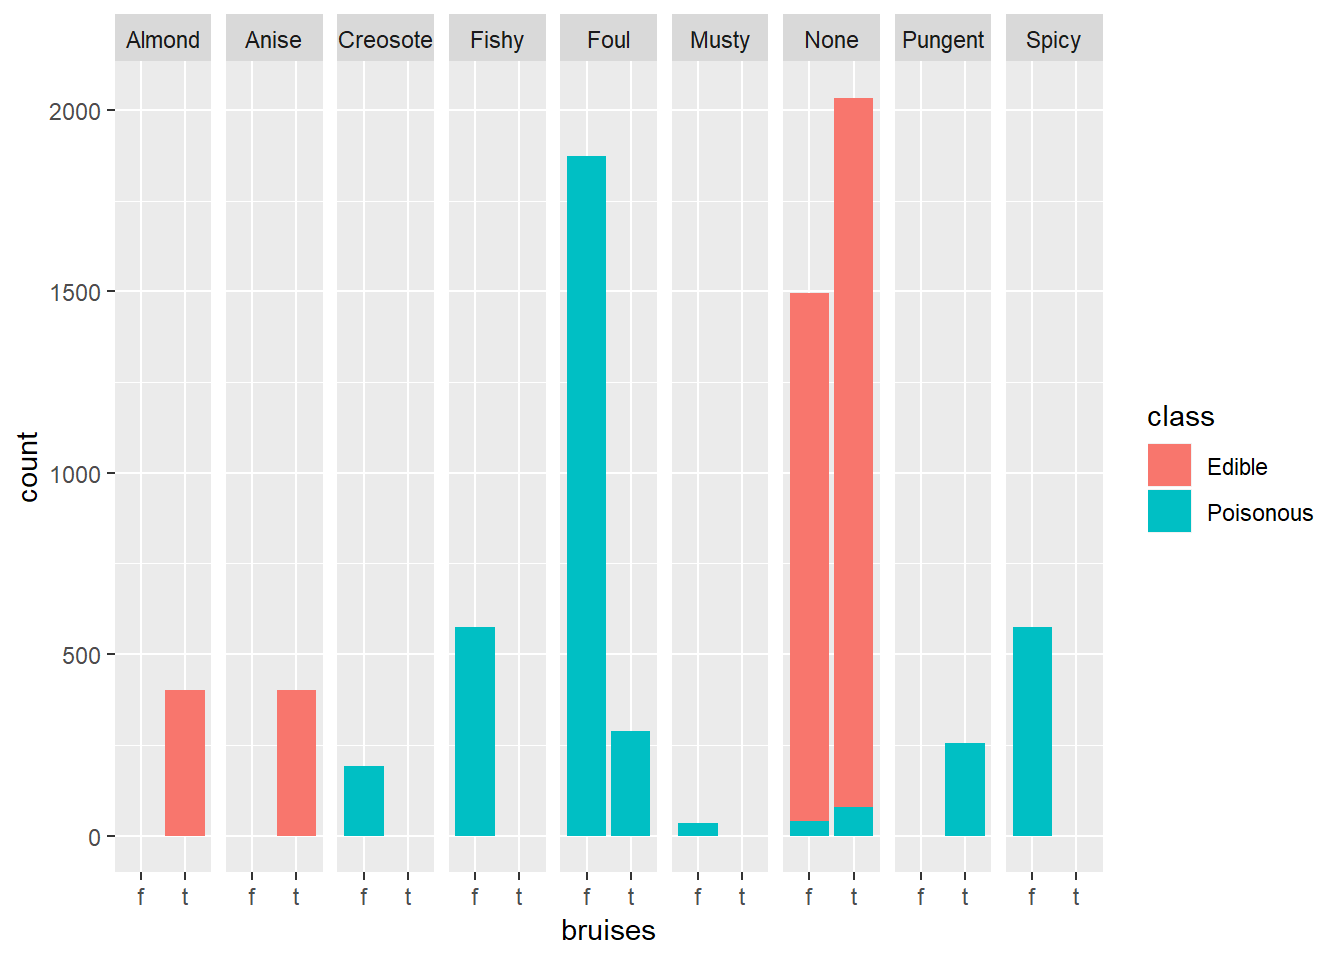 Almond Anise Creosote Fishy Foul Musty None Pungent Spicy
2000
1500
1000
500
0
count
f t f t f t f t f t f t f t f t f t
bruises
class
Edible
Poisonous